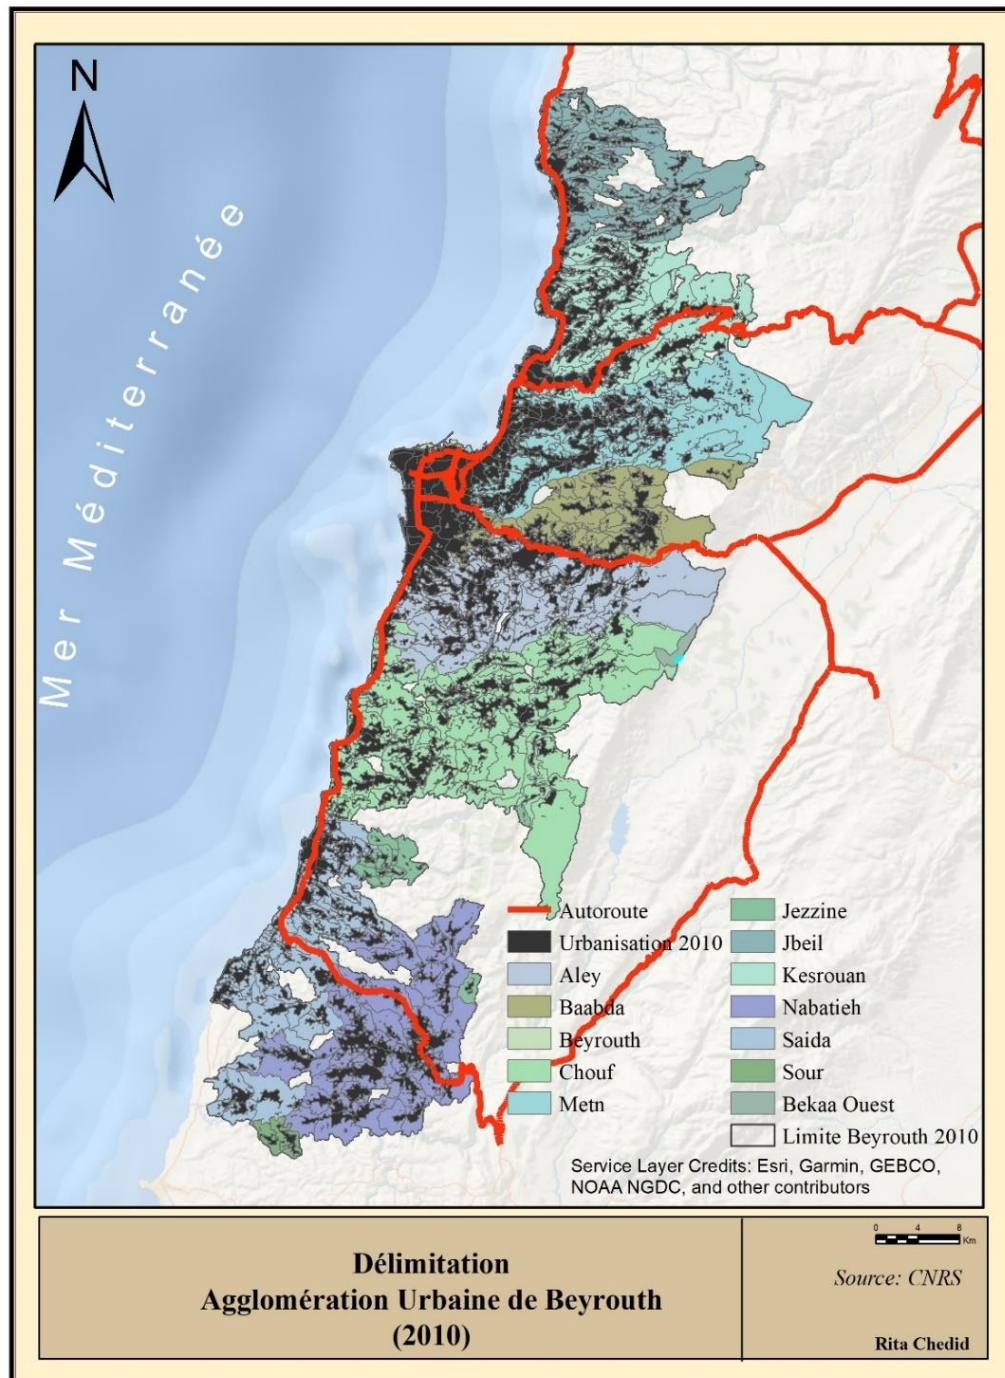 N
Mer Méditerranée
Autoroute
Urbanisation 2010
Aley
Baabda
Beyrouth
Chouf
Metn
Jezzine
Jbeil
Kesrouan
Nabatieh
Saida
Sour
Bekaa Ouest
Limite Beyrouth 2010
Service Layer Credits: Esri, Garmin, GEBCO,
NOAA NGDC, and other contributors
Délimitation
Agglomération Urbaine de Beyrouth
(2010)
0 4 8
Km
Source: CNRS
Rita Chedid